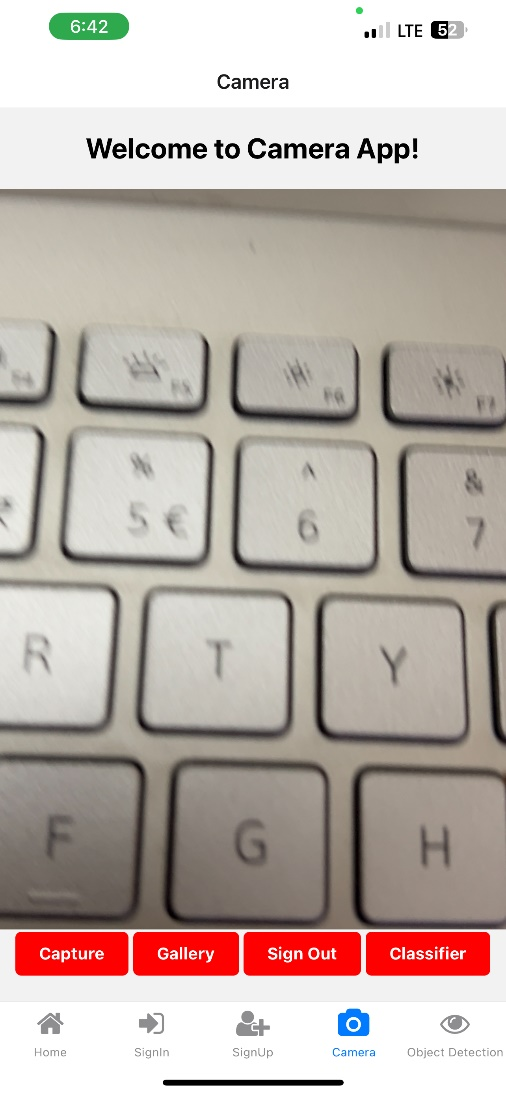 6:42
LTE 52
Camera
Welcome to Camera App!
F5 F6 F7
% ^ &
5 € 6 7
R T Y
F G H
Capture Gallery Sign Out Classifier
Home SignIn SignUp Camera Object Detection